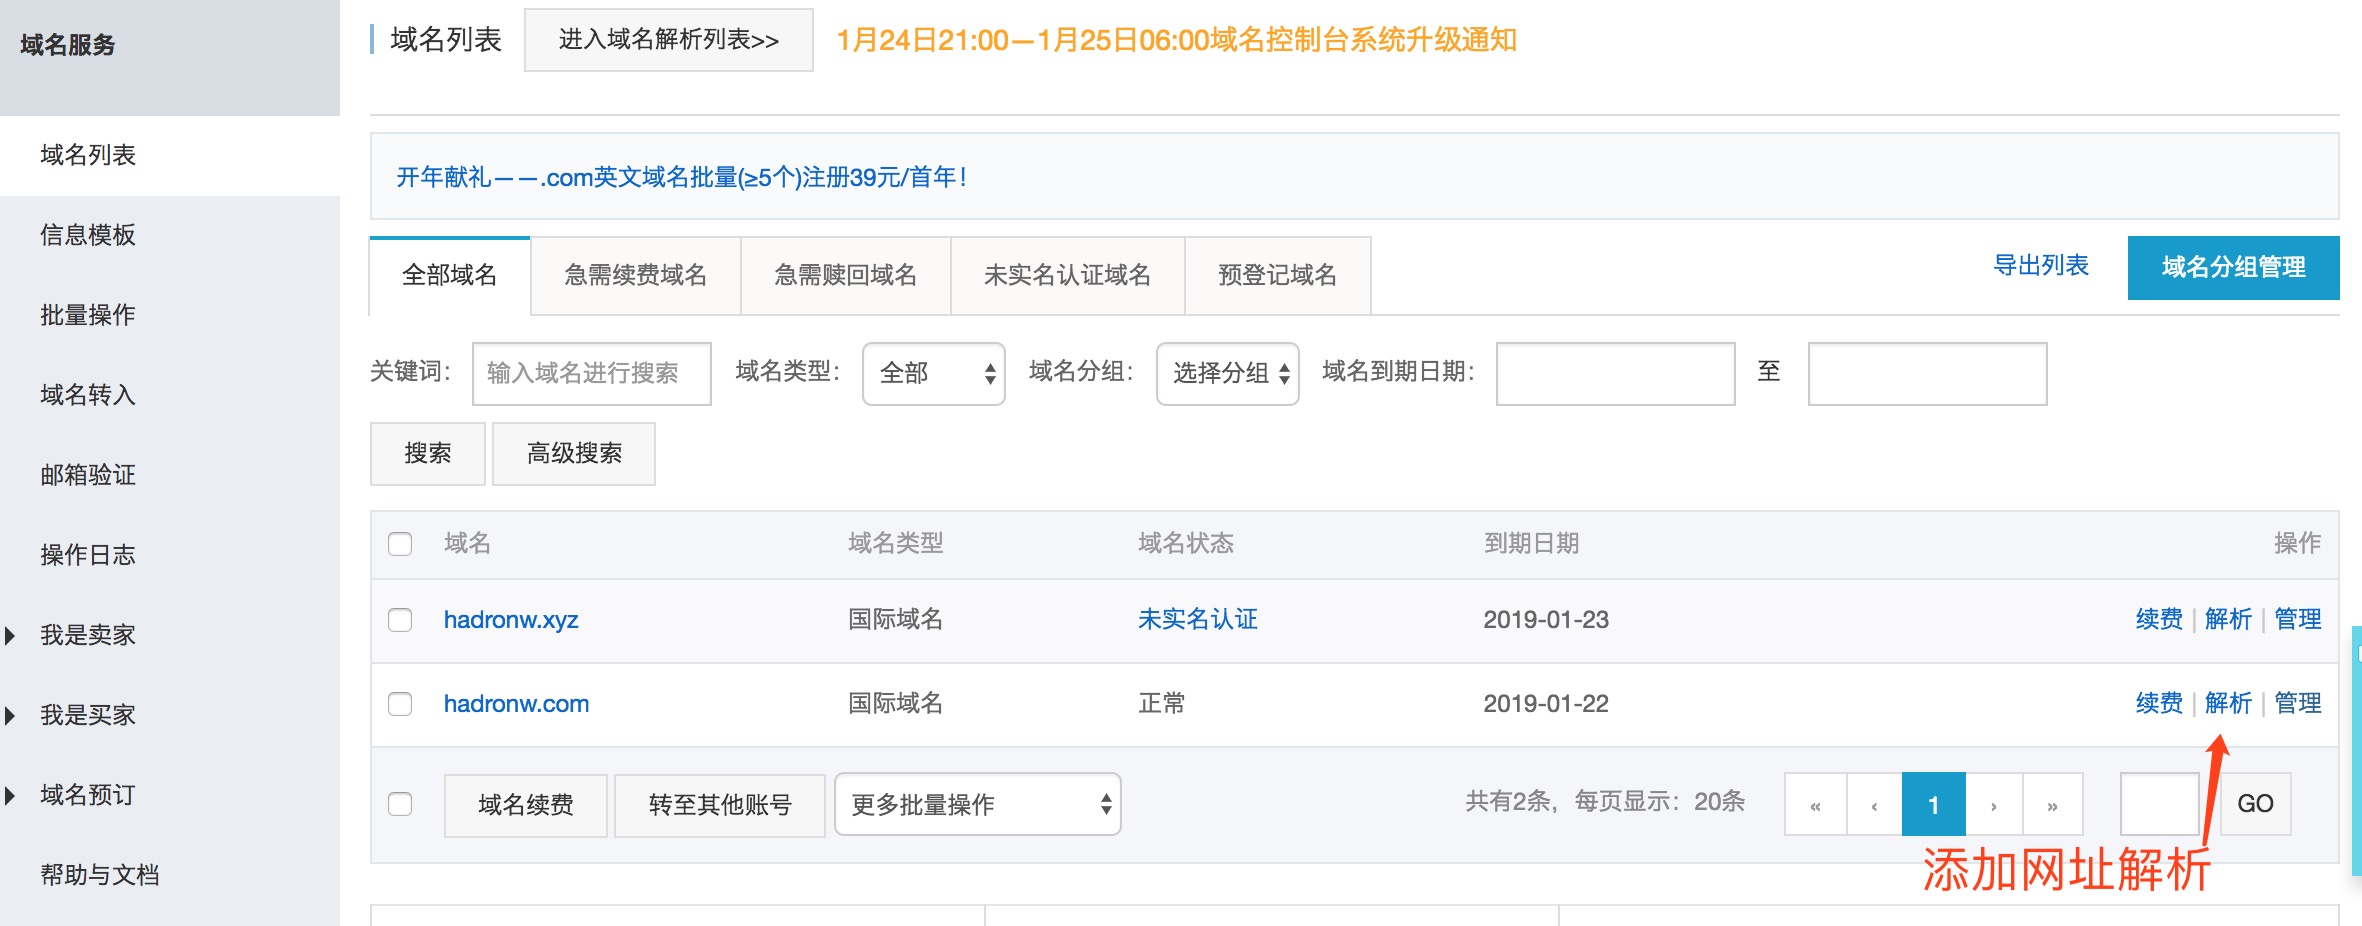 域名服务
域名列表
信息模板
批量操作
域名转入
邮箱验证
操作日志
我是卖家
我是买家
域名预订
帮助与文档
域名列表 进入域名解析列表>> 1月24日21:00—1月25日06:00域名控制台系统升级通知
开年献礼——.com英文域名批量(≥5个)注册39元/首年！
全部域名 急需续费域名 急需赎回域名 未实名认证域名 预登记域名 导出列表 域名分组管理
关键词： 输入域名进行搜索 域名类型： 全部 域名分组： 选择分组 域名到期日期： 至
搜索 高级搜索
域名 域名类型 域名状态 到期日期 操作
hadronw.xyz 国际域名 未实名认证 2019-01-23 续费 | 解析 | 管理
hadronw.com 国际域名 正常 2019-01-22 续费 | 解析 | 管理
域名续费 转至其他账号 更多批量操作 共有2条，每页显示：20条 « ‹ 1 › » GO
添加网址解析